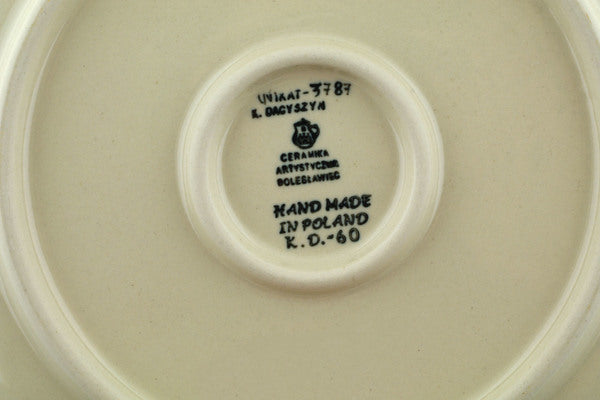 UNIKAT-3787
K. DACYSZYN
CERAMIKA
ARTYSTYCZNA
BOLESŁAWIEC
HAND MADE
IN POLAND
K.D.-60